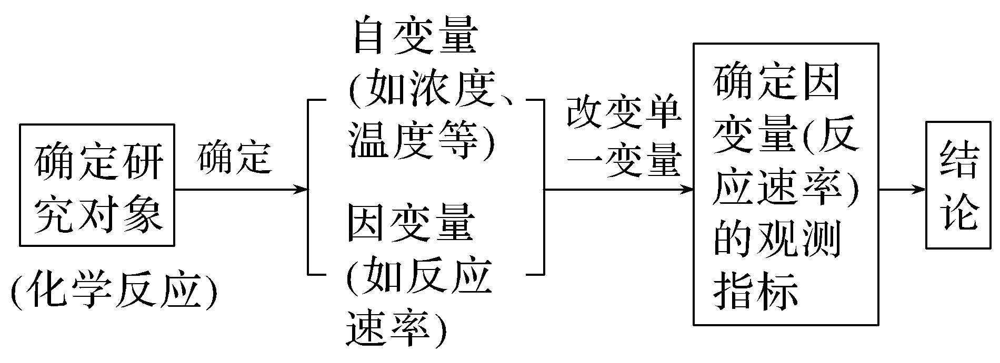 确定研
究对象
(化学反应)
确定
自变量
(如浓度、
温度等)
因变量
(如反应
速率)
改变单
一变量
确定因
变量(反
应速率)
的观测
指标
结
论